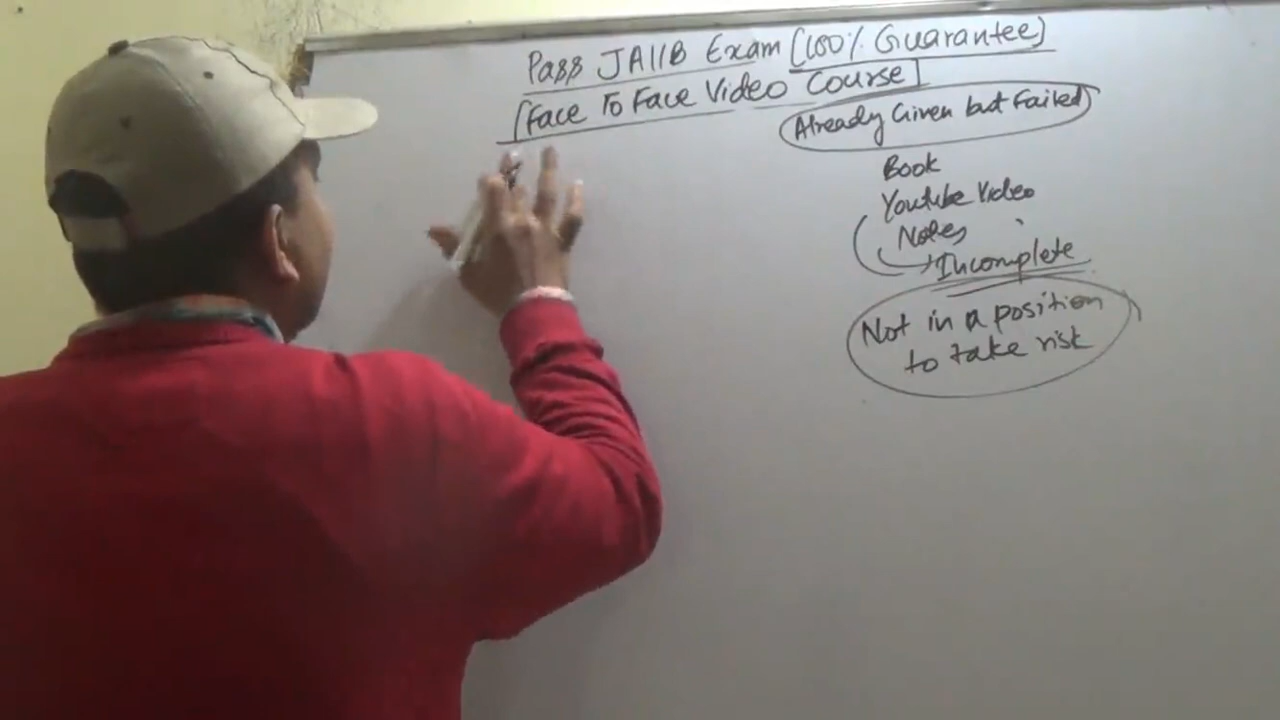 Pass JAIIB Exam [100% Guarantee]
[Face To Face Video Course]
Already Given but Failed
Book
Youtube Video
Notes
Incomplete
Not in a position
to take risk